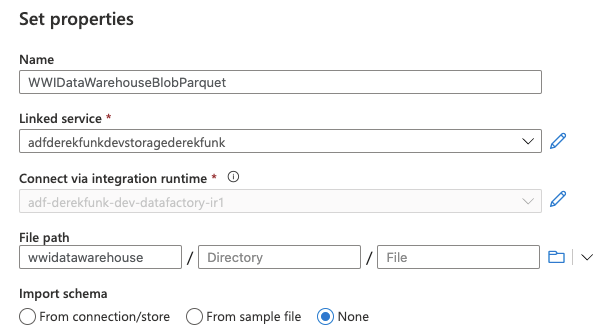 Set properties
Name
WWIDataWarehouseBlobParquet
Linked service *
adfderekfunkdevstoragederekfunk
Connect via integration runtime *
adf-derekfunk-dev-datafactory-ir1
File path
wwidatawarehouse / Directory / File
Import schema
From connection/store From sample file None